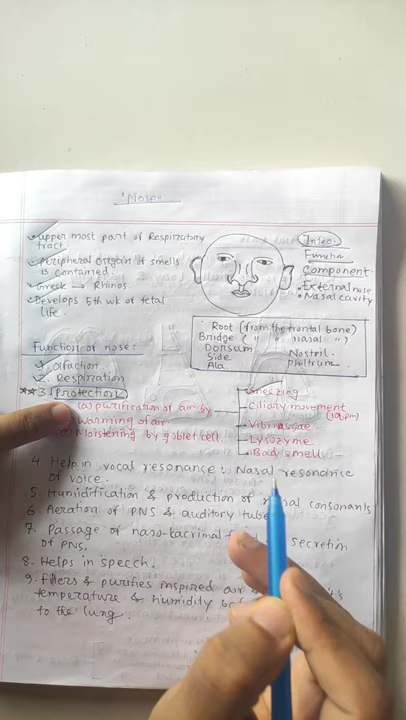 "Nose"
upper most part of Respiratory
tract.
peripheral organ of smells
is contained.
Greek → Rhinos.
Develops 5th wk of fetal
life.
Intro.
Function
Component
External nose
Nasal cavity
Root (from the frontal bone)
Bridge ( " " nasal " )
Dorsum
Side
Ala
Nostril.
philtrum.
Function of nose:
1. Olfaction
2. Respiration
** 3. Protection
(a) purification of air by
warming of air
Moistening by goblet cell.
Sneezing
Ciliary movement
Vibrissae
Lysozyme
Bad smell
4 Help in vocal resonance: Nasal resonance
of voice.
5. Humidification & production of nasal consonants
6. Aeration of PNS & auditory tube
7. Passage of naso-lacrimal secretion
of PNS.
8. Helps in speech.
9. Filters & purifies inspired air
temperature & humidity
to the lung.